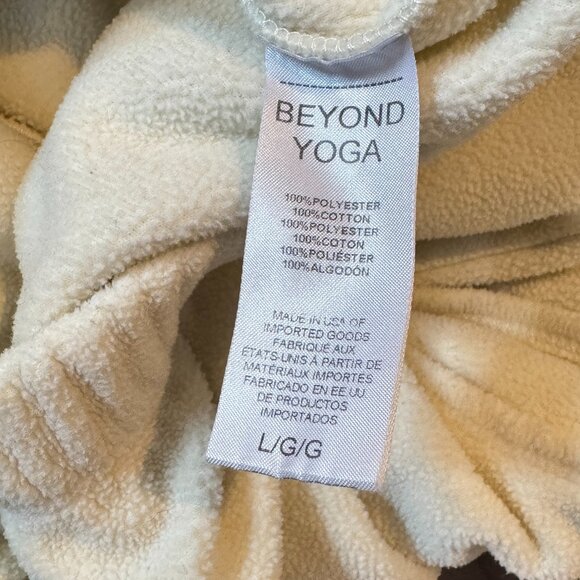 BEYOND
YOGA
100%POLYESTER
100%COTTON
100%POLYESTER
100%COTON
100%POLIÉSTER
100%ALGODÓN
MADE IN USA OF
IMPORTED GOODS
FABRIQUÉ AUX
ÉTATS-UNIS À PARTIR DE
MATÉRIAUX IMPORTÉS
FABRICADO EN EE.UU
DE PRODUCTOS
IMPORTADOS
L/G/G